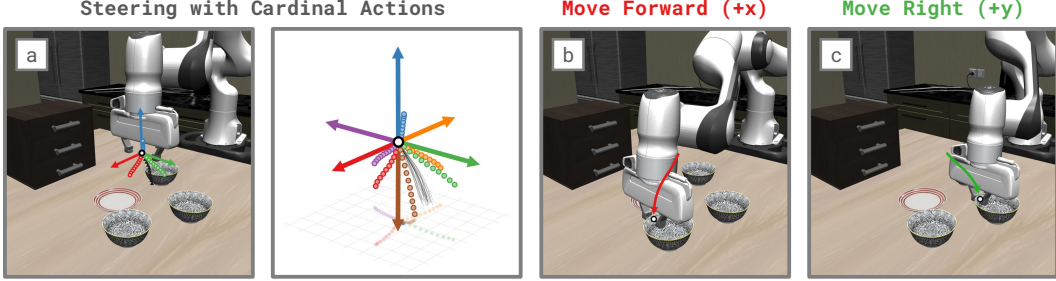 Steering with Cardinal Actions
Move Forward (+x)
Move Right (+y)
a
b
c